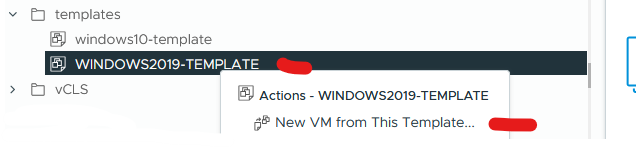 templates
windows10-template
WINDOWS2019-TEMPLATE
vCLS
Actions - WINDOWS2019-TEMPLATE
New VM from This Template...